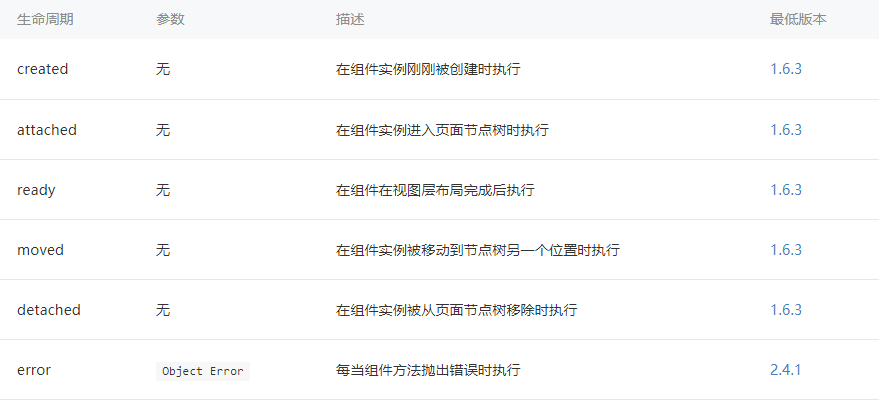 生命周期 参数 描述 最低版本
created 无 在组件实例刚刚被创建时执行 1.6.3
attached 无 在组件实例进入页面节点树时执行 1.6.3
ready 无 在组件在视图层布局完成后执行 1.6.3
moved 无 在组件实例被移动到节点树另一个位置时执行 1.6.3
detached 无 在组件实例被从页面节点树移除时执行 1.6.3
error Object Error 每当组件方法抛出错误时执行 2.4.1